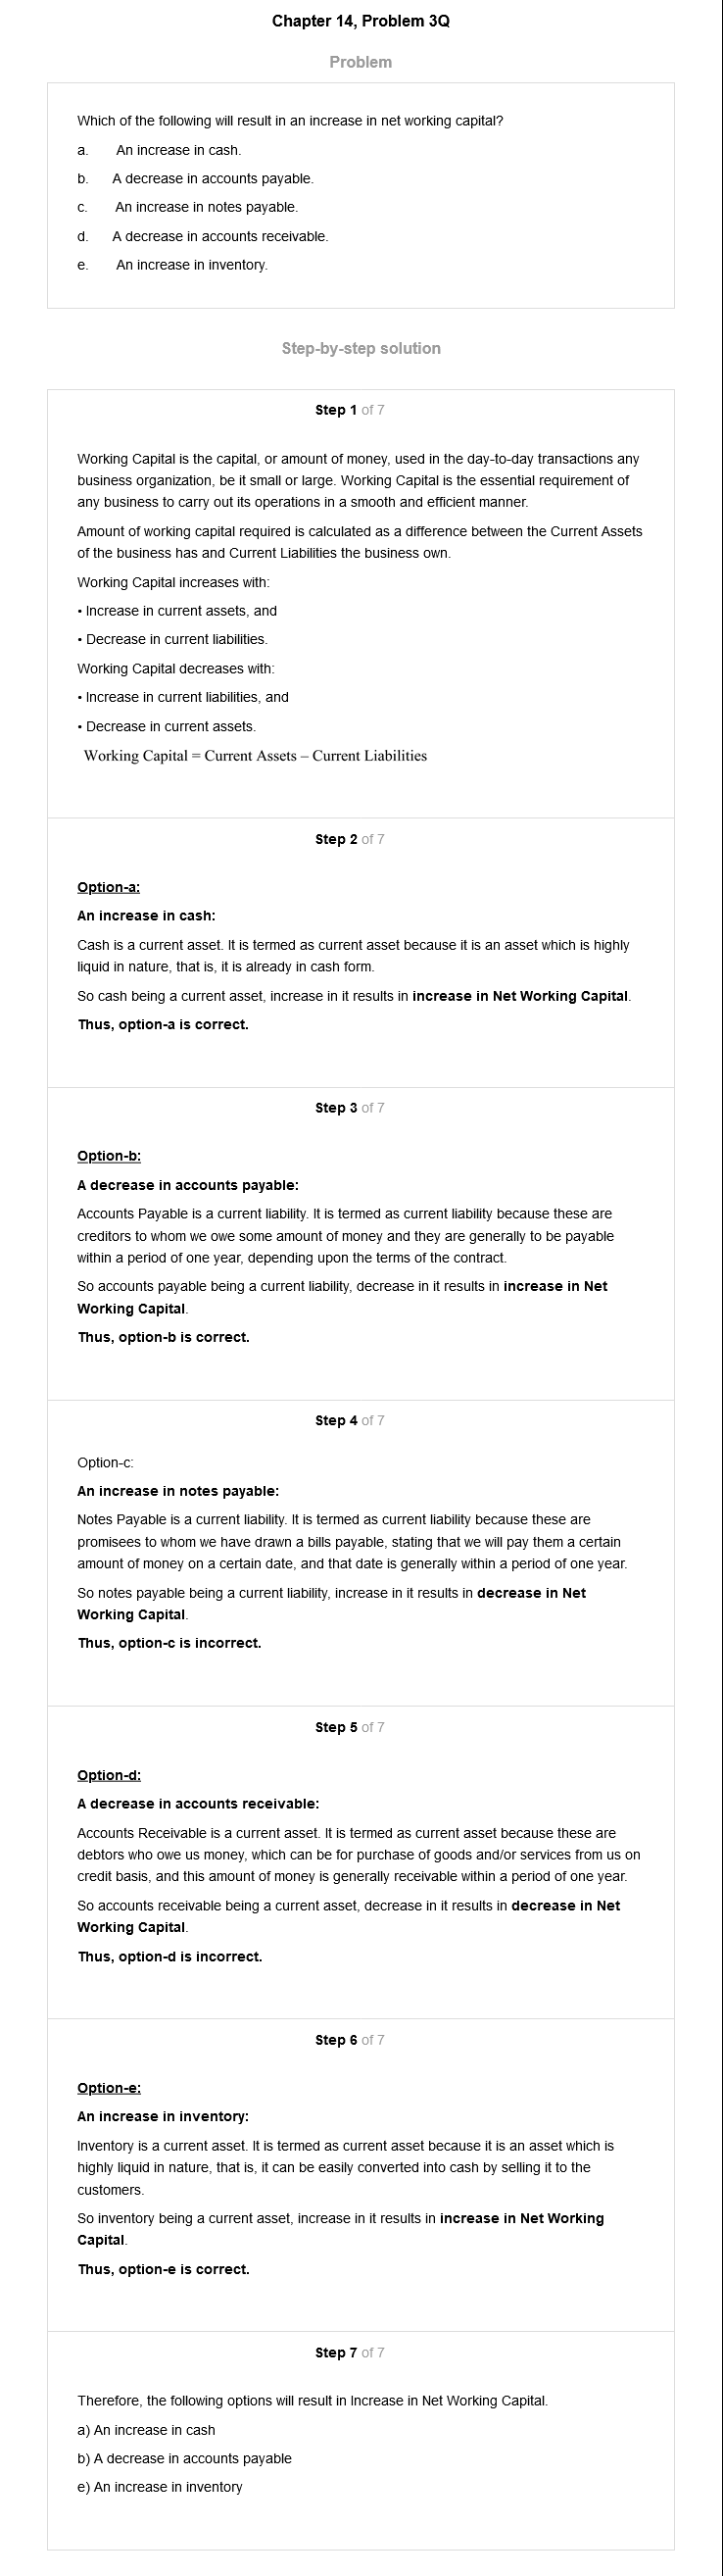 Chapter 14, Problem 3Q
Problem
Which of the following will result in an increase in net working capital?
a. An increase in cash.
b. A decrease in accounts payable.
c. An increase in notes payable.
d. A decrease in accounts receivable.
e. An increase in inventory.
Step-by-step solution
Step 1 of 7
Working Capital is the capital, or amount of money, used in the day-to-day transactions any
business organization, be it small or large. Working Capital is the essential requirement of
any business to carry out its operations in a smooth and efficient manner.
Amount of working capital required is calculated as a difference between the Current Assets
of the business has and Current Liabilities the business own.
Working Capital increases with:
• Increase in current assets, and
• Decrease in current liabilities.
Working Capital decreases with:
• Increase in current liabilities, and
• Decrease in current assets.
Working Capital = Current Assets – Current Liabilities
Step 2 of 7
Option-a:
An increase in cash:
Cash is a current asset. It is termed as current asset because it is an asset which is highly
liquid in nature, that is, it is already in cash form.
So cash being a current asset, increase in it results in increase in Net Working Capital.
Thus, option-a is correct.
Step 3 of 7
Option-b:
A decrease in accounts payable:
Accounts Payable is a current liability. It is termed as current liability because these are
creditors to whom we owe some amount of money and they are generally to be payable
within a period of one year, depending upon the terms of the contract.
So accounts payable being a current liability, decrease in it results in increase in Net
Working Capital.
Thus, option-b is correct.
Step 4 of 7
Option-c:
An increase in notes payable:
Notes Payable is a current liability. It is termed as current liability because these are
promisees to whom we have drawn a bills payable, stating that we will pay them a certain
amount of money on a certain date, and that date is generally within a period of one year.
So notes payable being a current liability, increase in it results in decrease in Net
Working Capital.
Thus, option-c is incorrect.
Step 5 of 7
Option-d:
A decrease in accounts receivable:
Accounts Receivable is a current asset. It is termed as current asset because these are
debtors who owe us money, which can be for purchase of goods and/or services from us on
credit basis, and this amount of money is generally receivable within a period of one year.
So accounts receivable being a current asset, decrease in it results in decrease in Net
Working Capital.
Thus, option-d is incorrect.
Step 6 of 7
Option-e:
An increase in inventory:
Inventory is a current asset. It is termed as current asset because it is an asset which is
highly liquid in nature, that is, it can be easily converted into cash by selling it to the
customers.
So inventory being a current asset, increase in it results in increase in Net Working
Capital.
Thus, option-e is correct.
Step 7 of 7
Therefore, the following options will result in Increase in Net Working Capital.
a) An increase in cash
b) A decrease in accounts payable
e) An increase in inventory